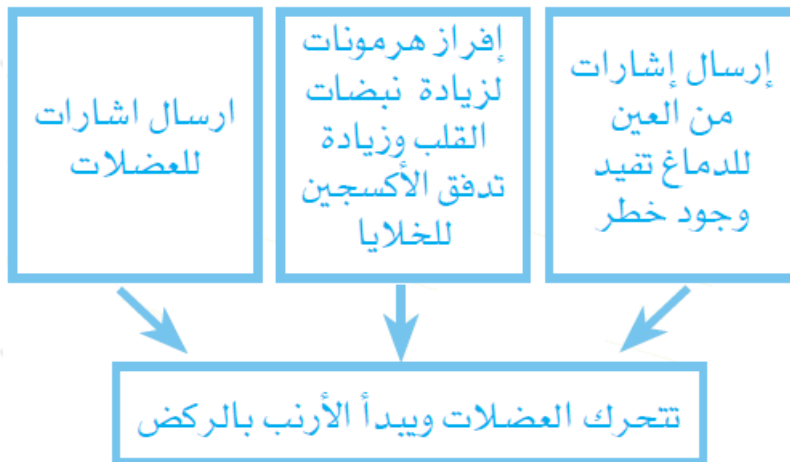 إرسال إشارات
من العين
للدماغ تفيد
وجود خطر
إفراز هرمونات
لزيادة نبضات
القلب وزيادة
تدفق الأكسجين
للخلايا
ارسال اشارات
للعضلات
تتحرك العضلات ويبدأ الأرنب بالركض